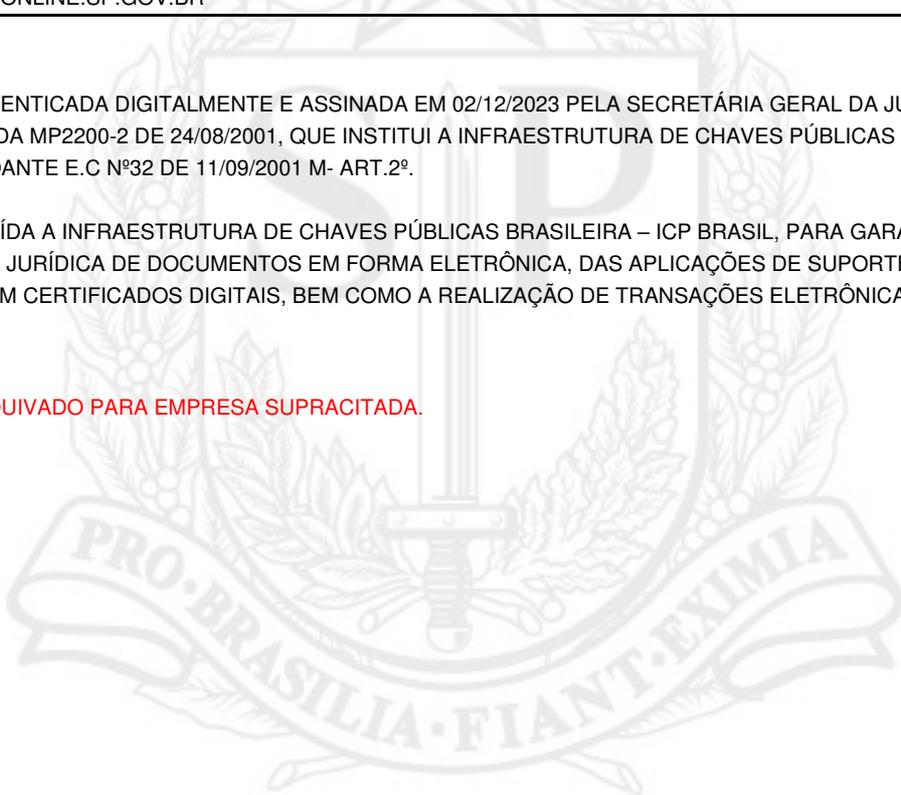 ONLINE.SP.GOV.BR
ENTICADA DIGITALMENTE E ASSINADA EM 02/12/2023 PELA SECRETÁRIA GERAL DA JU
DA MP2200-2 DE 24/08/2001, QUE INSTITUI A INFRAESTRUTURA DE CHAVES PÚBLICAS
DANTE E.C Nº32 DE 11/09/2001 M- ART.2º.
ÍDA A INFRAESTRUTURA DE CHAVES PÚBLICAS BRASILEIRA – ICP BRASIL, PARA GARA
JURÍDICA DE DOCUMENTOS EM FORMA ELETRÔNICA, DAS APLICAÇÕES DE SUPORTE
M CERTIFICADOS DIGITAIS, BEM COMO A REALIZAÇÃO DE TRANSAÇÕES ELETRÔNICA
UIVADO PARA EMPRESA SUPRACITADA.
SP
PRO·BRASILIA·FIANT·EXIMIA